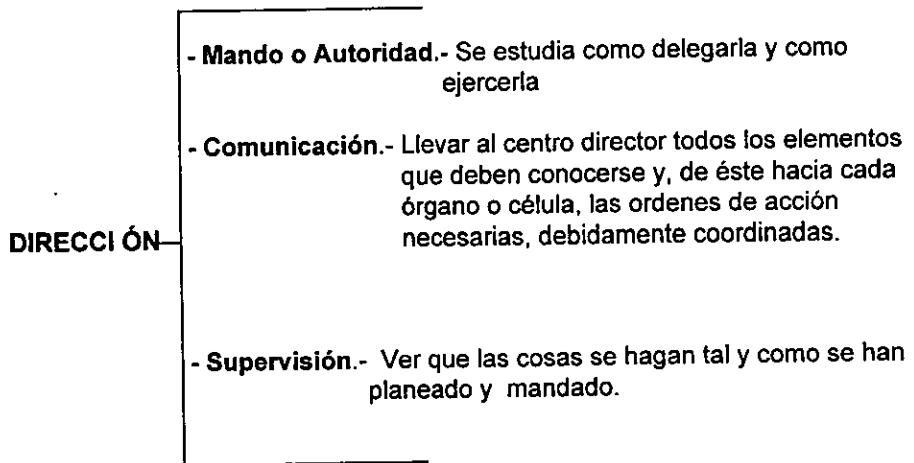 - Mando o Autoridad.- Se estudia como delegarla y como
ejercerla
- Comunicación.- Llevar al centro director todos los elementos
que deben conocerse y, de éste hacia cada
órgano o célula, las ordenes de acción
necesarias, debidamente coordinadas.
DIRECCI ÓN
- Supervisión.- Ver que las cosas se hagan tal y como se han
planeado y mandado.